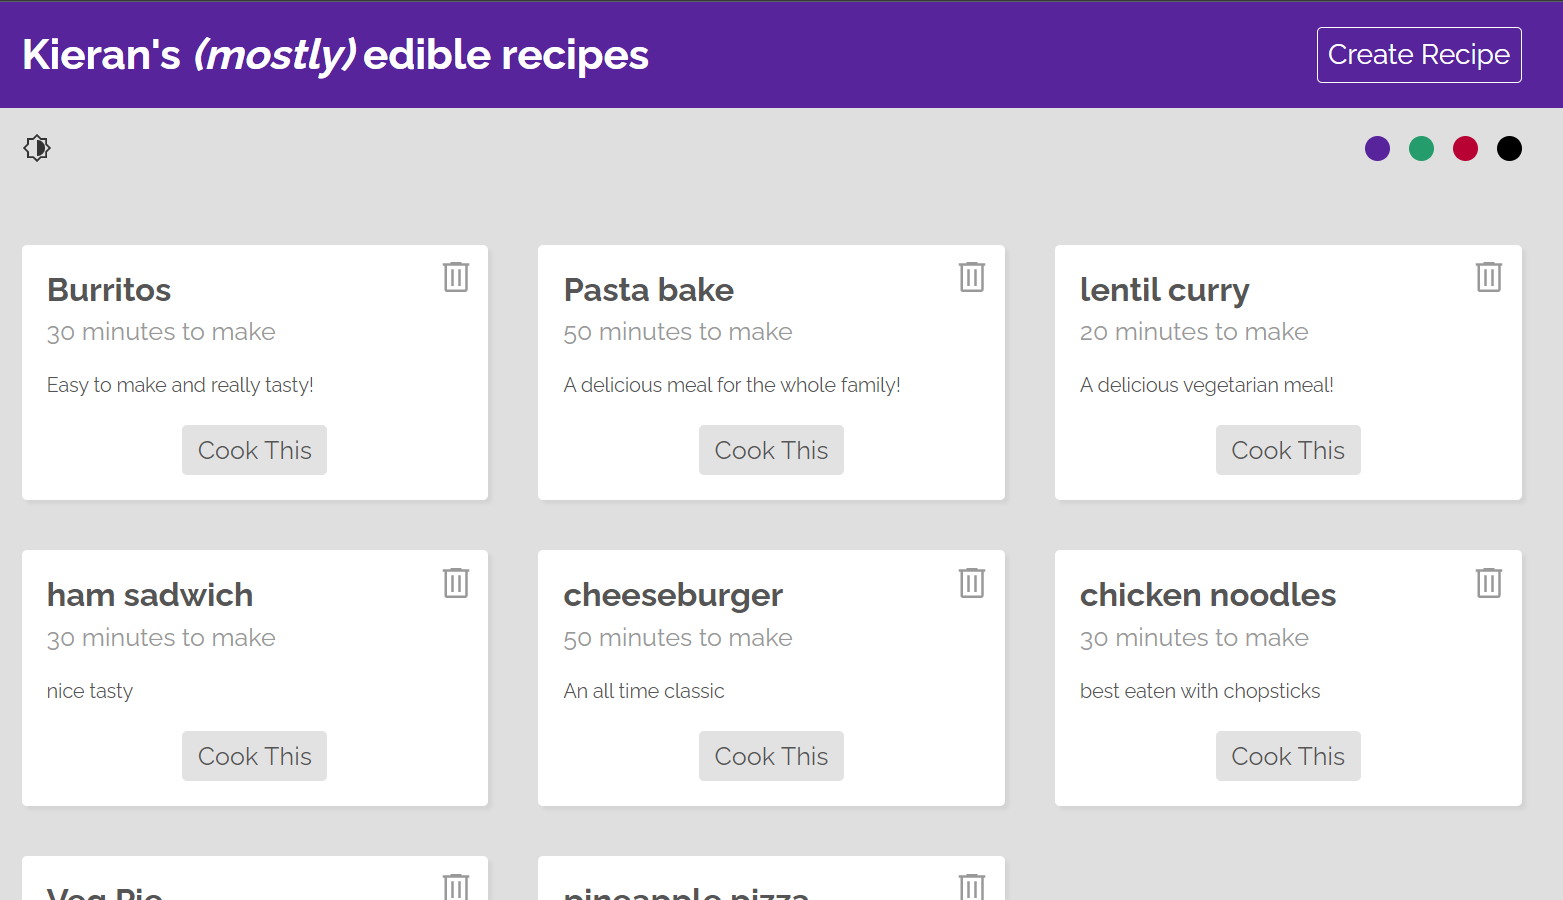 Kieran's (mostly) edible recipes
Create Recipe
Burritos
30 minutes to make
Easy to make and really tasty!
Cook This
Pasta bake
50 minutes to make
A delicious meal for the whole family!
Cook This
lentil curry
20 minutes to make
A delicious vegetarian meal!
Cook This
ham sadwich
30 minutes to make
nice tasty
Cook This
cheeseburger
50 minutes to make
An all time classic
Cook This
chicken noodles
30 minutes to make
best eaten with chopsticks
Cook This
Veg Pie
pineapple pizza